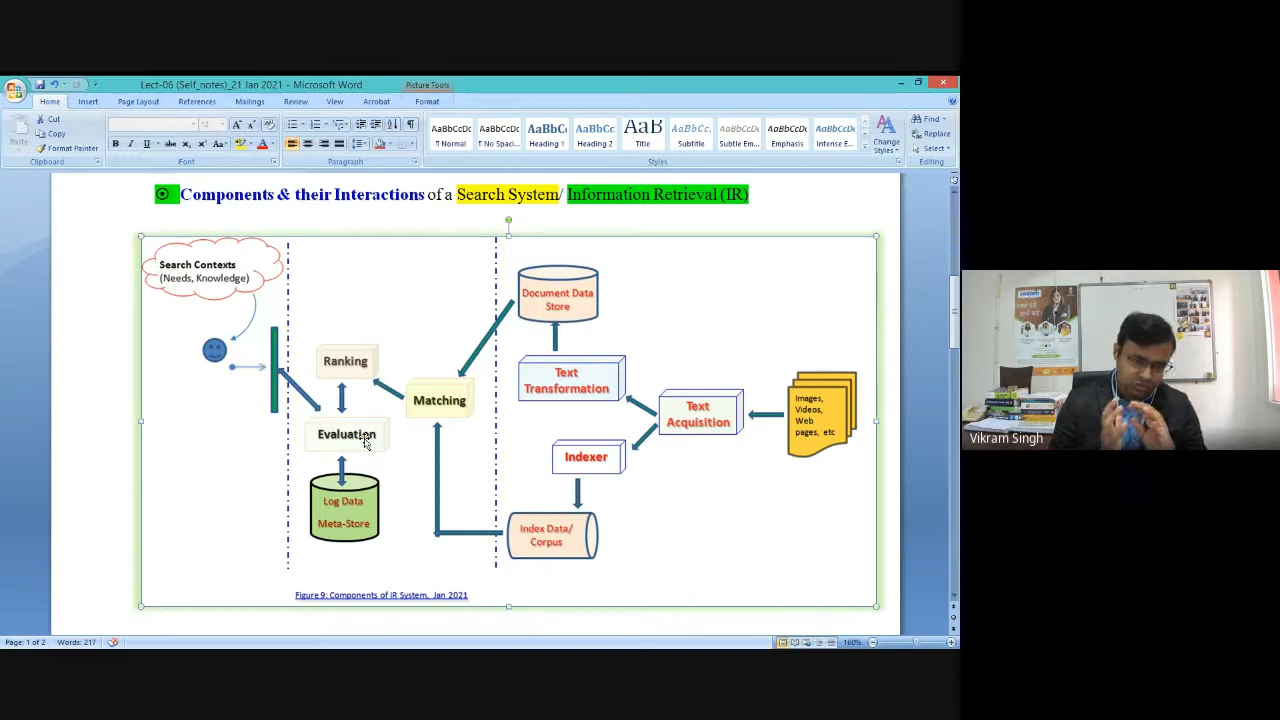 Lect-06 (Self_notes)_21 Jan 2021 - Microsoft Word
Picture Tools
Home Insert Page Layout References Mailings Review View Acrobat Format
Cut
Copy
Format Painter
Paste
Clipboard
Font
Paragraph
AaBbCcDc AaBbCcDc AaBbCc AaBbCc AaB AaBbCc. AaBbCcDc AaBbCcDc AaBbCcDc
¶ Normal ¶ No Spaci... Heading 1 Heading 2 Title Subtitle Subtle Em... Emphasis Intense E...
Change
Styles
Styles
Find
Replace
Select
Editing
Components & their Interactions of a Search System/ Information Retrieval (IR)
Search Contexts
(Needs, Knowledge)
Ranking
Evaluation
Log Data
Meta-Store
Matching
Document Data
Store
Text
Transformation
Text
Acquisition
Indexer
Index Data/
Corpus
Images,
Videos,
Web
pages, etc
Figure 9: Components of IR System, Jan 2021
Page: 1 of 2 Words: 217
160%
Vikram Singh
swayam